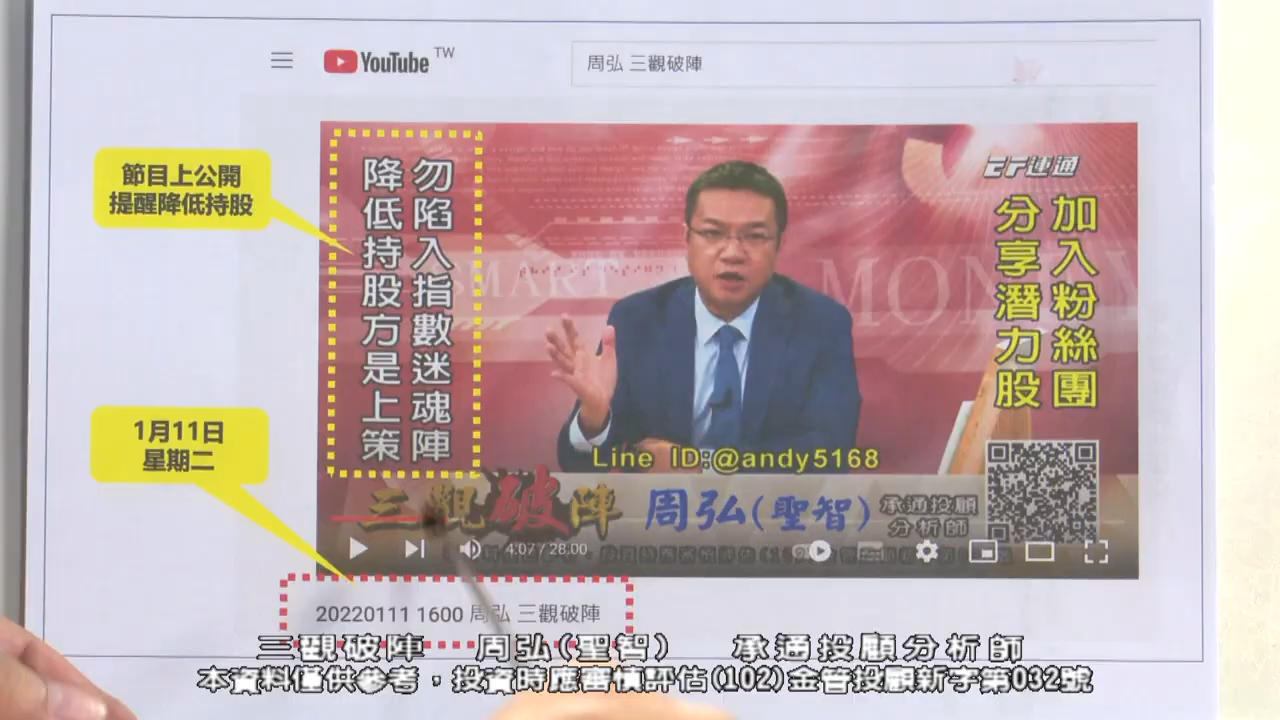 YouTube TW
周弘 三觀破陣
節目上公開
提醒降低持股
勿陷入指數迷魂陣
降低持股方是上策
SMART
MONEY
運通
加入粉絲團
分享潛力股
1月11日
星期二
Line ID:@andy5168
三觀破陣 周弘(聖智)
承通投顧
分析師
4:07 / 28:00
20220111 1600 周弘 三觀破陣
三觀破陣 周弘(聖智) 承通投顧分析師
本資料僅供參考，投資時應審慎評估(102)金管投顧新字第032號